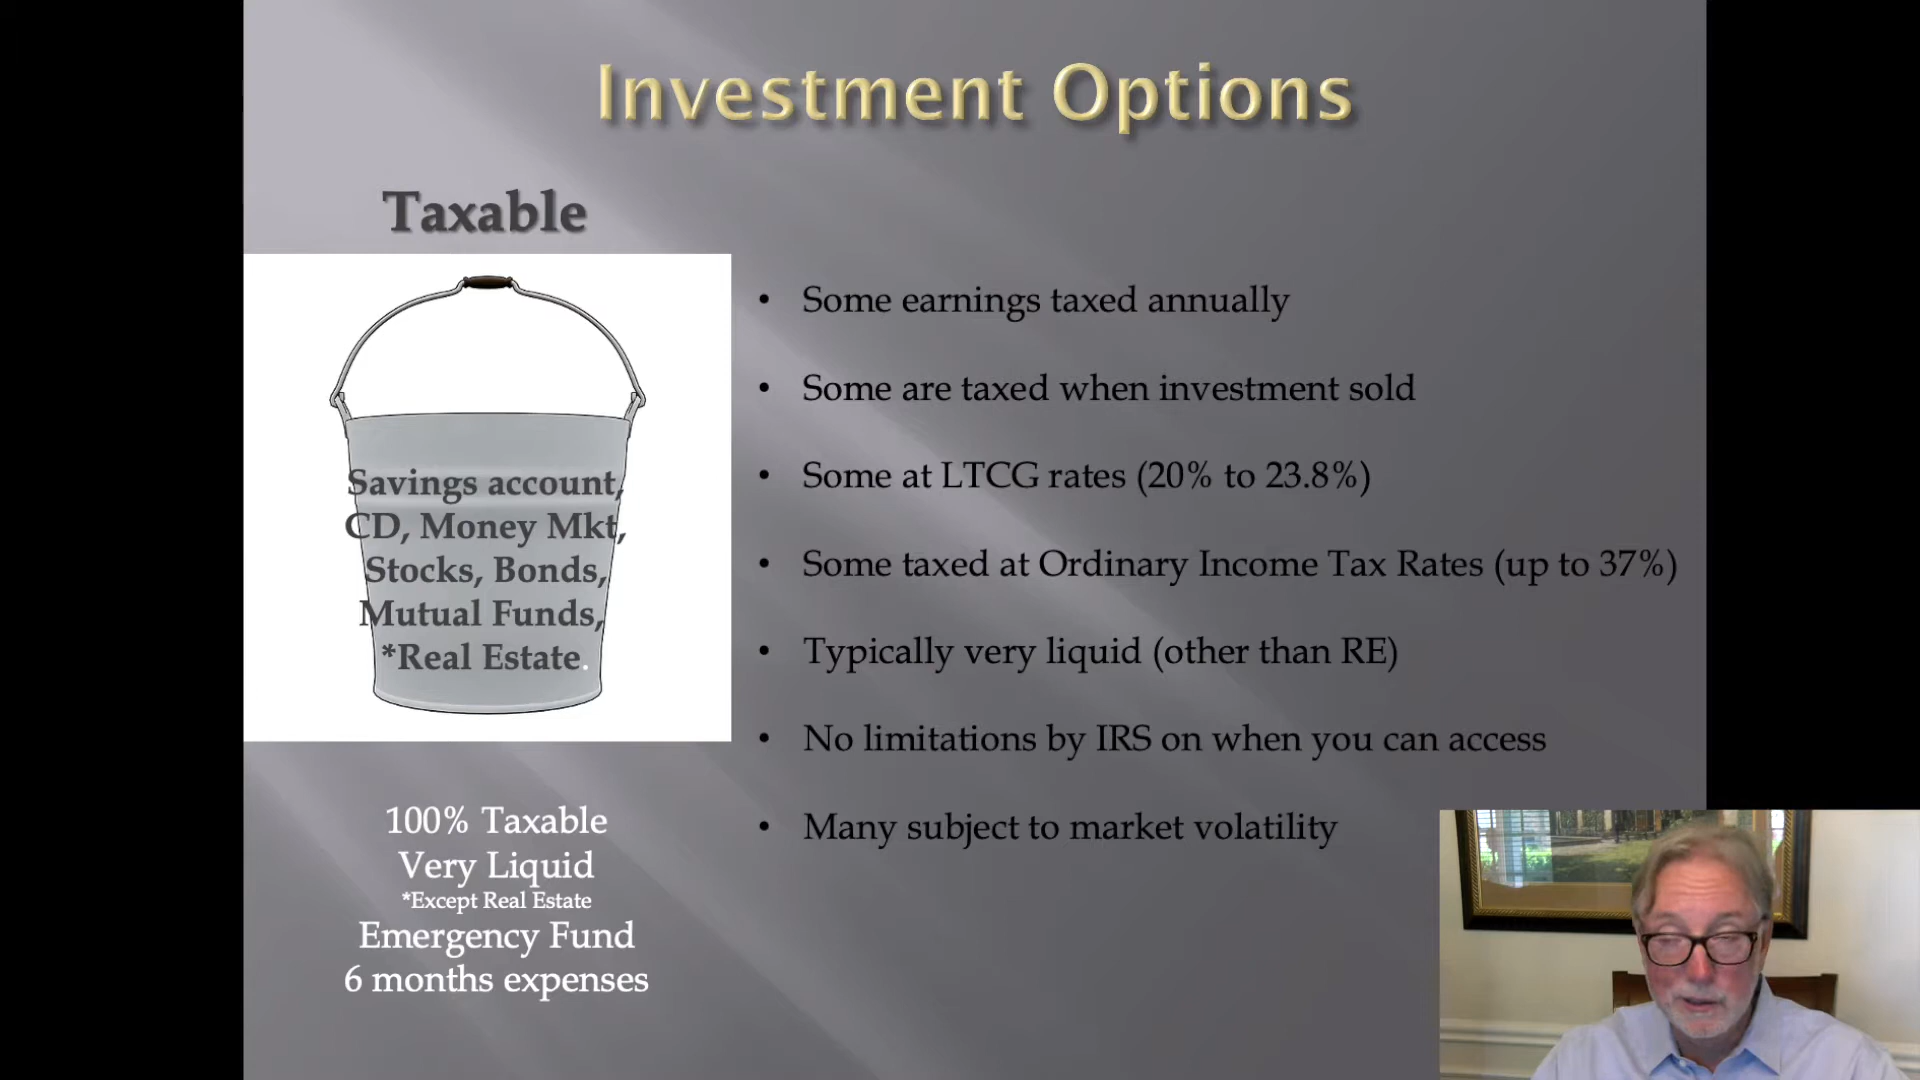 Investment Options
Taxable
Savings account,
CD, Money Mkt,
Stocks, Bonds,
Mutual Funds,
*Real Estate.
100% Taxable
Very Liquid
*Except Real Estate
Emergency Fund
6 months expenses
• Some earnings taxed annually
• Some are taxed when investment sold
• Some at LTCG rates (20% to 23.8%)
• Some taxed at Ordinary Income Tax Rates (up to 37%)
• Typically very liquid (other than RE)
• No limitations by IRS on when you can access
• Many subject to market volatility